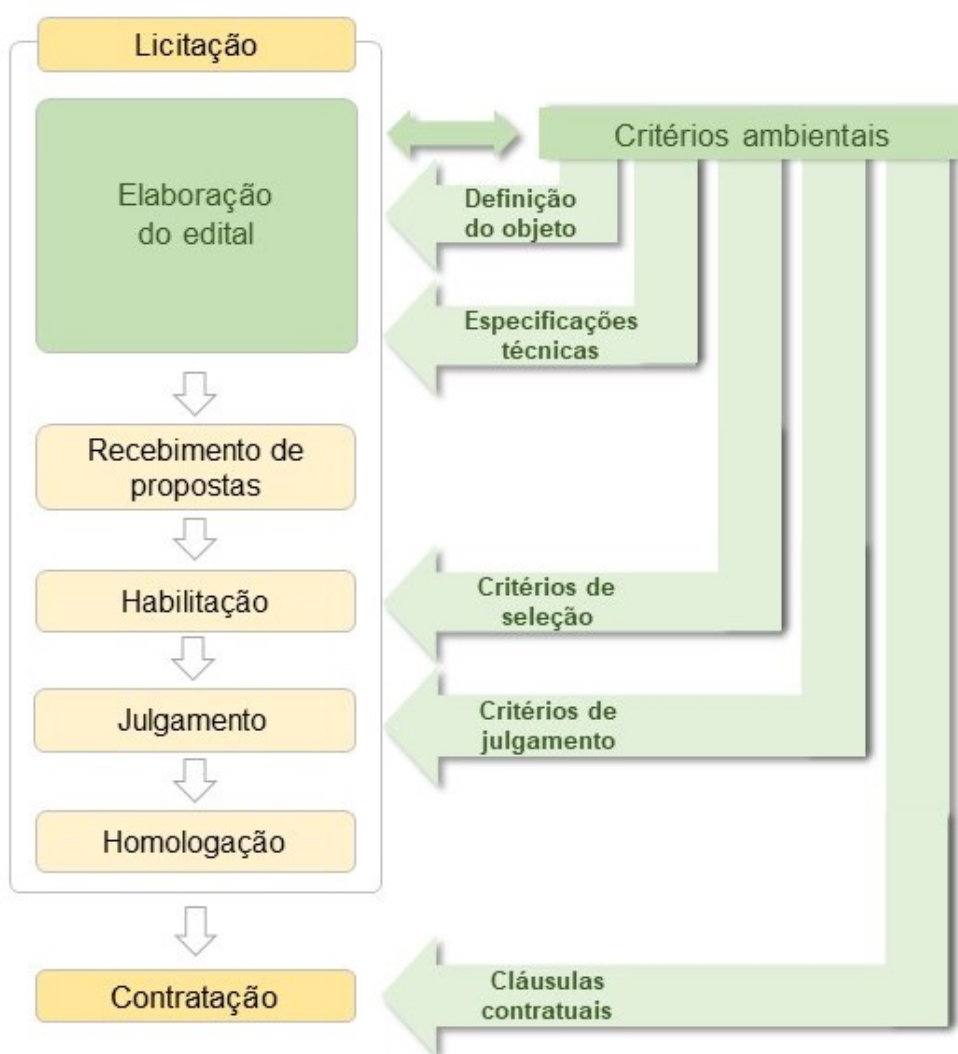 Licitação
Elaboração
do edital
Critérios ambientais
Definição
do objeto
Especificações
técnicas
Recebimento de
propostas
Habilitação
Critérios de
seleção
Julgamento
Critérios de
julgamento
Homologação
Contratação
Cláusulas
contratuais